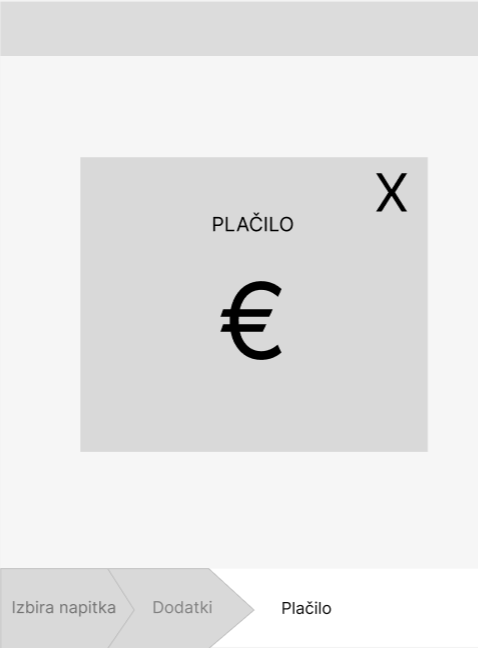 X
PLAČILO
€
Izbira napitka
Dodatki
Plačilo